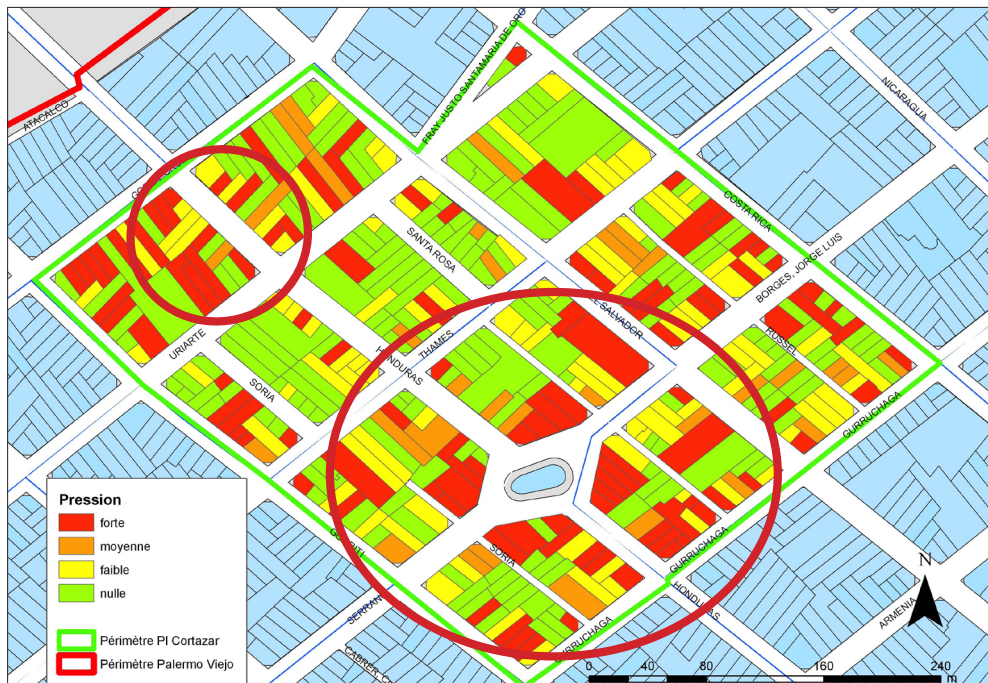 FRAY JUSTO SANTAMARIA DE ORO
NICARAGUA
ATACALCO
COSTA RICA
SANTA ROSA
BORGES, JORGE LUIS
EL SALVADOR
RUSSEL
URIARTE
THAMES
HONDURAS
SORIA
GURRUCHAGA
GURRUCHAGA
SORIA
HONDURAS
GURRUCHAGA
ARMENIA
N
Pression
forte
moyenne
faible
nulle
Périmètre PI Cortazar
Périmètre Palermo Viejo
0 40 80 160 240
m